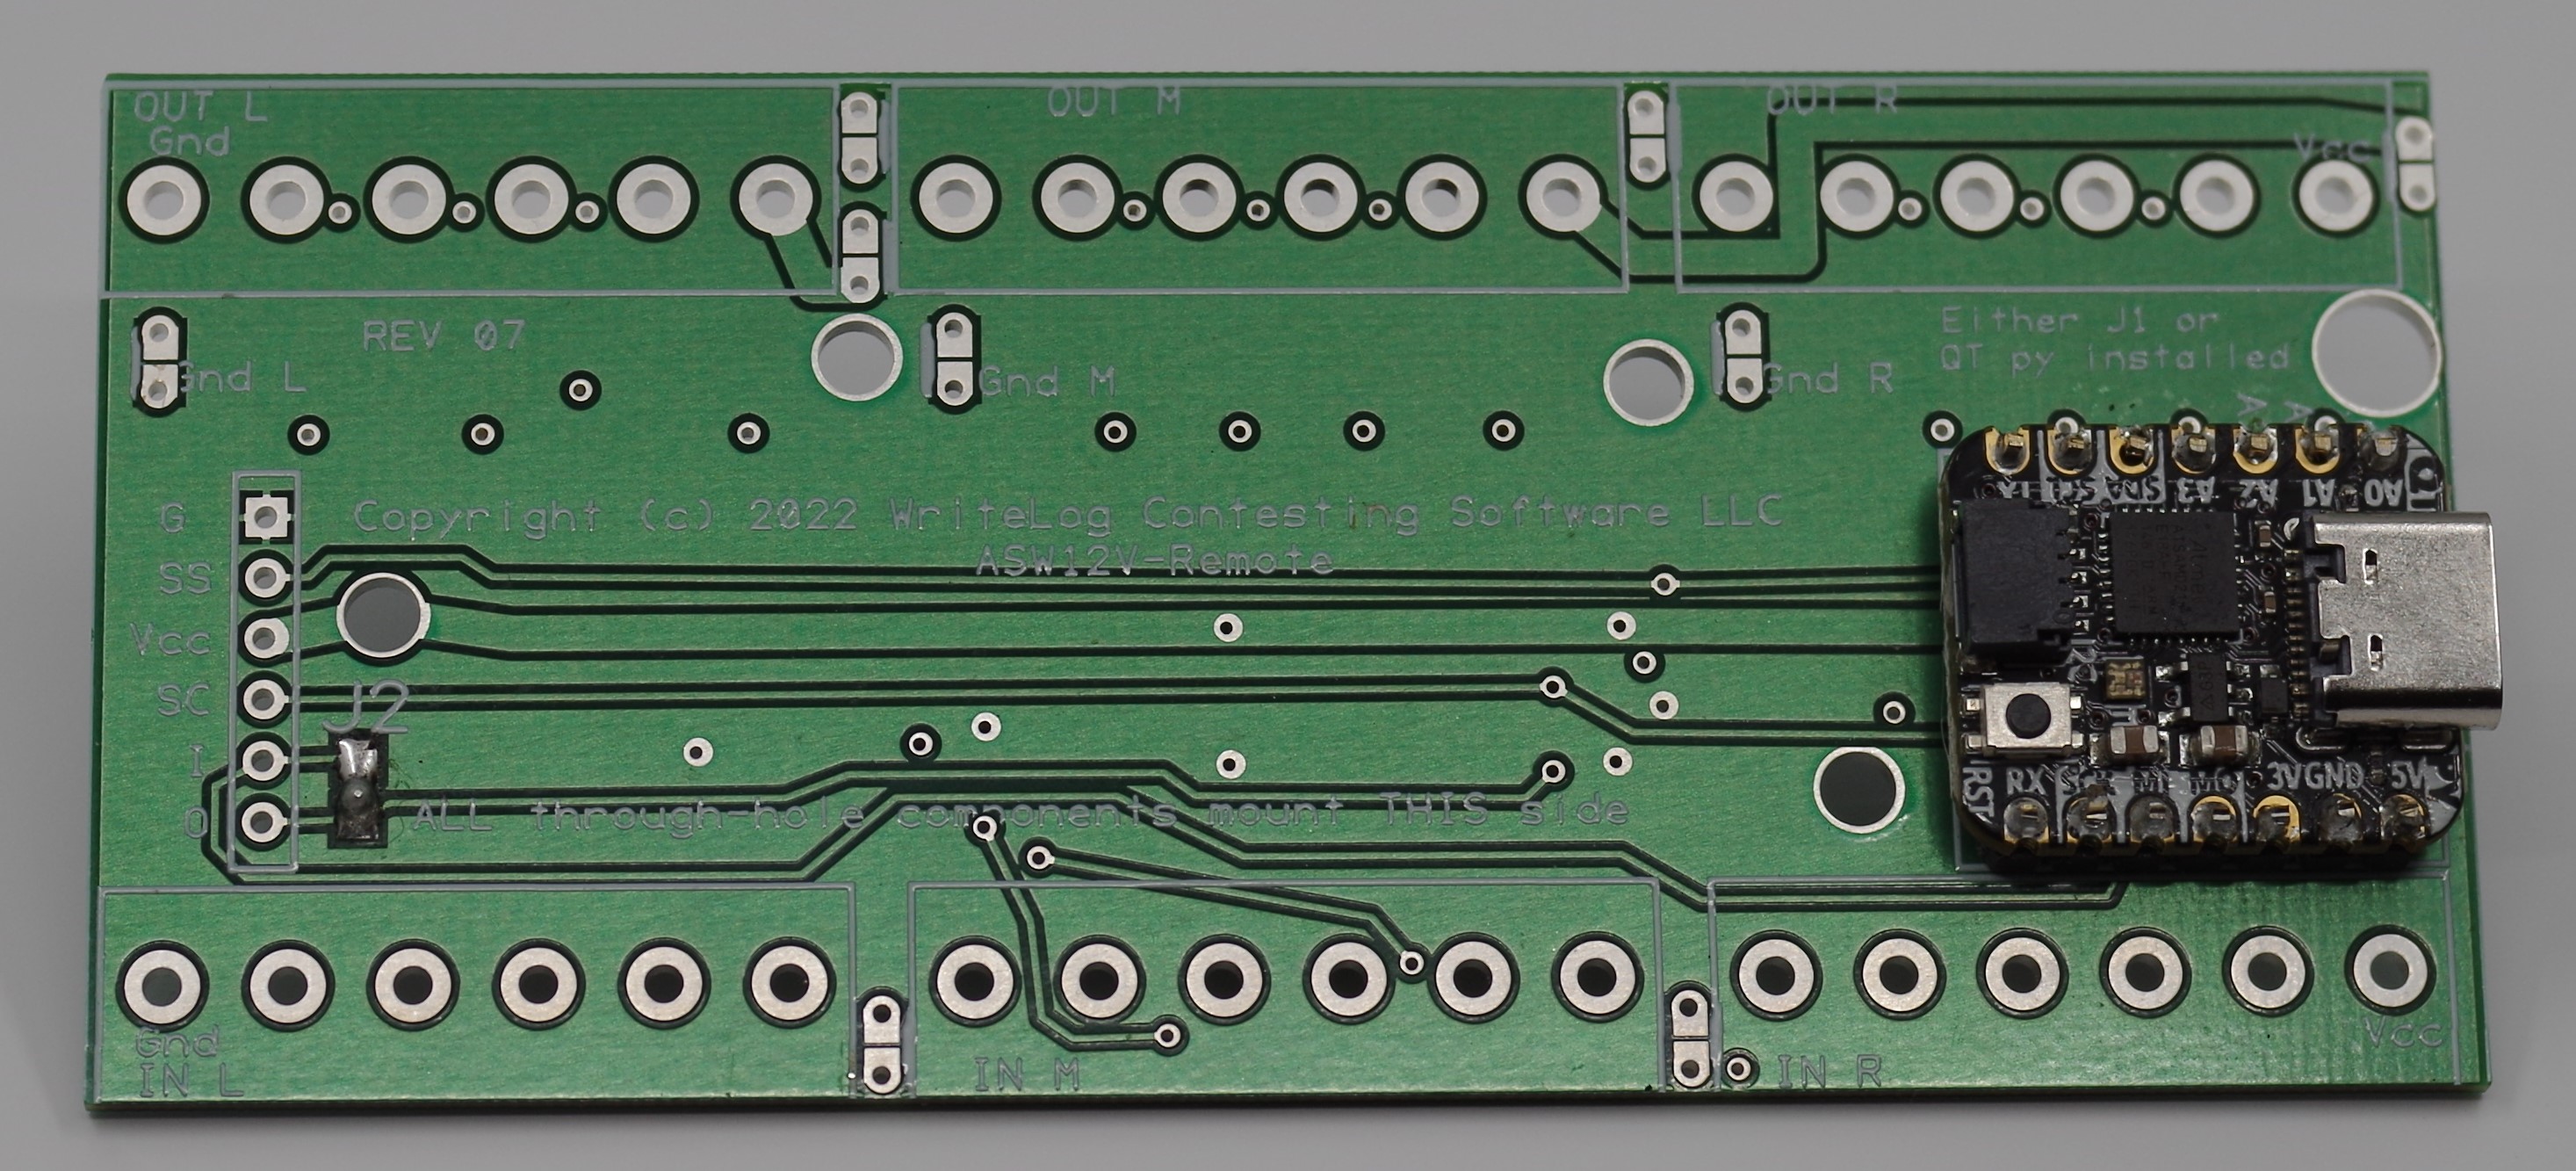 OUT L
Gnd
OUT M
OUT R
Vcc
REV 07
Gnd L
Gnd M
Gnd R
Either J1 or
QT py installed
G
SS
Vcc
SC
I
O
J2
Copyright (c) 2022 WriteLog Contesting Software LLC
ASW12V-Remote
ALL through-hole components mount THIS side
A3 A2 A1 A0
RST
RX
3V GND 5V
Gnd
IN L
IN M
IN R
Vcc